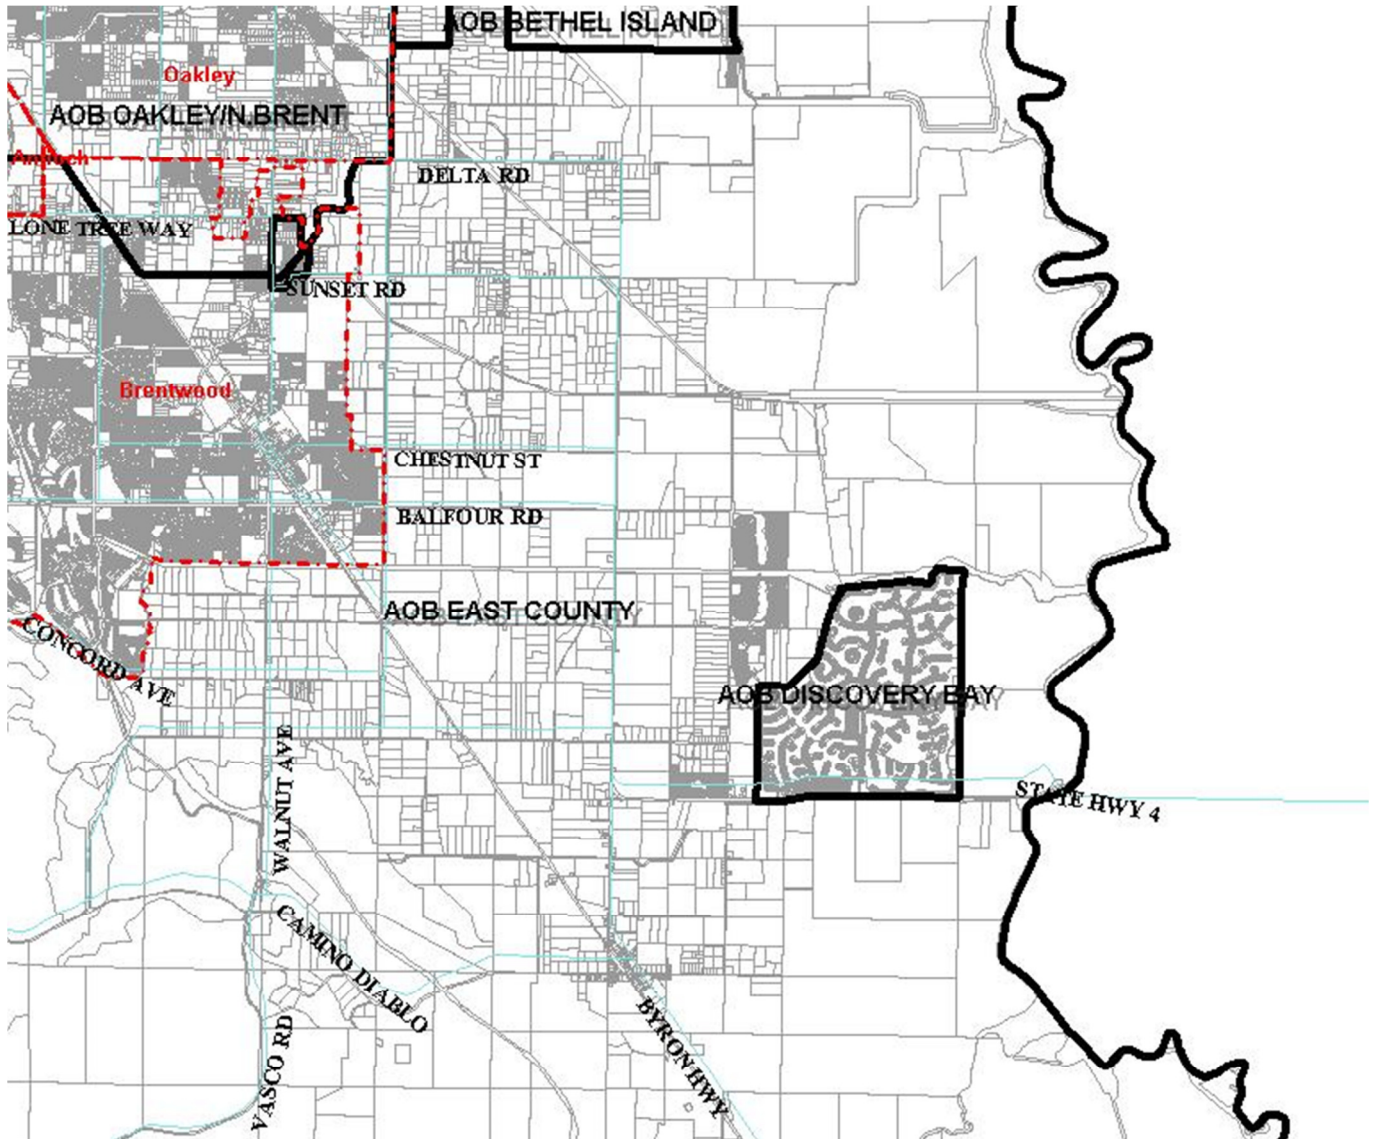 AOB BETHEL ISLAND
Oakley
AOB OAKLEY/N.BRENT
Antioch
DELTA RD
LONE TREE WAY
SUNSET RD
Brentwood
CHESTNUT ST
BALFOUR RD
AOB EAST COUNTY
CONCORD AVE
AOB DISCOVERY BAY
WALNUT AVE
STATE HWY 4
CAMINO DIABLO
BYRON HWY
VASCO RD